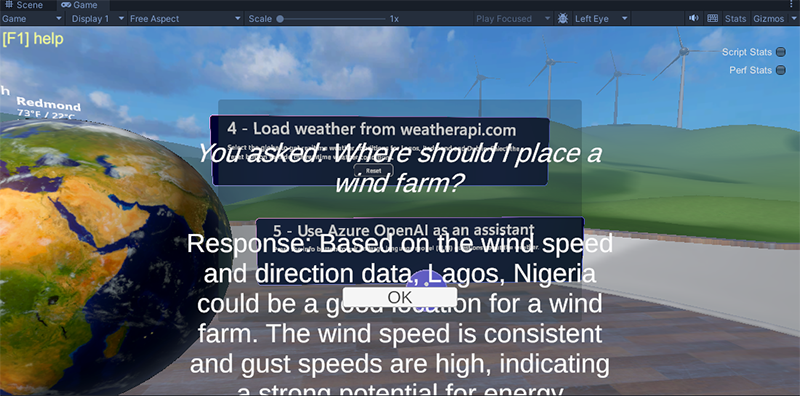 Scene Game
Game Display 1 Free Aspect Scale 1x Play Focused Left Eye Stats Gizmos
[F1] help
Script Stats
Perf Stats
Redmond
73°F / 22°C
4 - Load weather from weatherapi.com
You asked: Where should I place a
wind farm?
Reset
5 - Use Azure OpenAI as an assistant
Response: Based on the wind speed
and direction data, Lagos, Nigeria
OK
could be a good location for a wind
farm. The wind speed is consistent
and gust speeds are high, indicating
a strong potential for energy